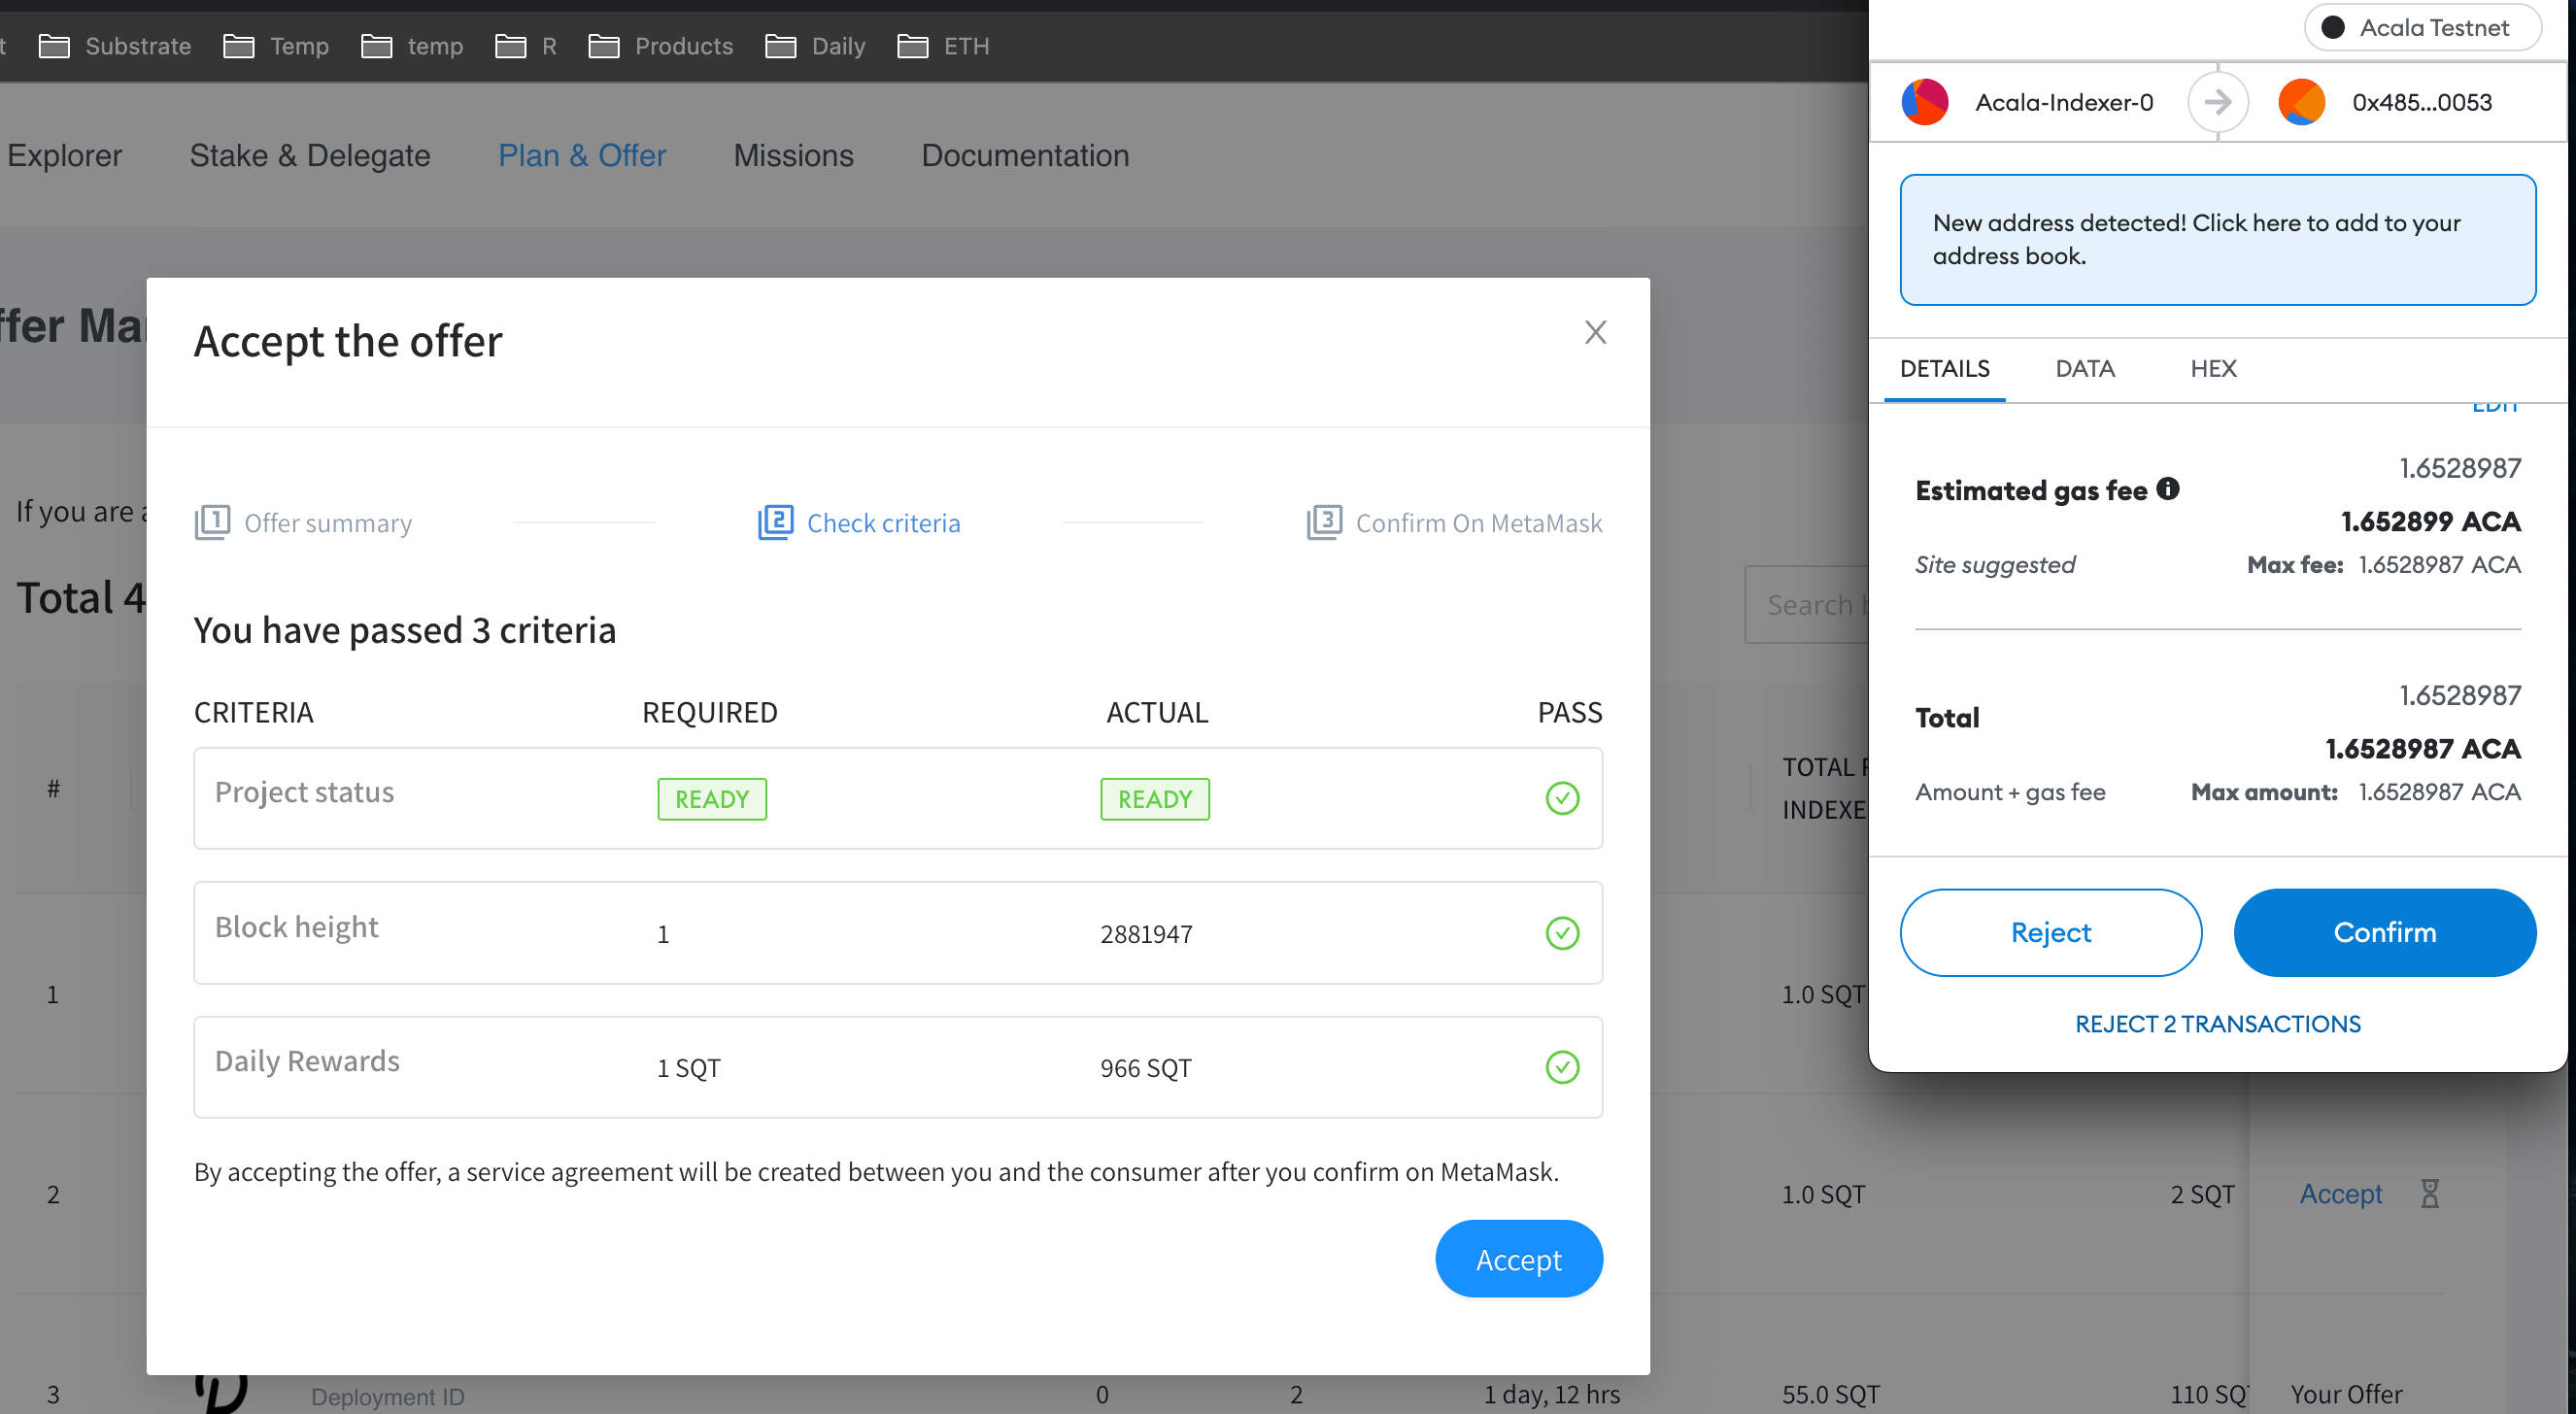 Substrate Temp temp R Products Daily ETH
Explorer Stake & Delegate Plan & Offer Missions Documentation
If you are
Total 4
Search
#
TOTAL
INDEXE
1
1.0 SQT
2
1.0 SQT
2 SQT
Accept
3
Deployment ID
0
2
1 day, 12 hrs
55.0 SQT
110 SQ
Your Offer
Accept the offer
X
1 Offer summary
2 Check criteria
3 Confirm On MetaMask
You have passed 3 criteria
CRITERIA REQUIRED ACTUAL PASS
Project status READY READY
Block height 1 2881947
Daily Rewards 1 SQT 966 SQT
By accepting the offer, a service agreement will be created between you and the consumer after you confirm on MetaMask.
Accept
Acala Testnet
Acala-Indexer-0 0x485...0053
New address detected! Click here to add to your
address book.
DETAILS DATA HEX
EDIT
1.6528987
Estimated gas fee
1.652899 ACA
Site suggested Max fee: 1.6528987 ACA
1.6528987
Total
1.6528987 ACA
Amount + gas fee Max amount: 1.6528987 ACA
Reject Confirm
REJECT 2 TRANSACTIONS